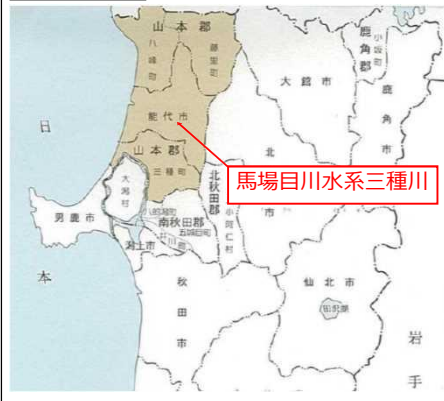 山本郡
八峰町
藤里町
鹿角郡
小坂町
大館市
鹿角市
能代市
山本郡
三種町
馬場目川水系三種川
北秋田郡
北
市
上小阿仁村
日
本
大潟村
男鹿市
八郎潟町
南秋田郡
五城目町
井川町
潟上市
秋田市
仙北市
田沢湖
岩手